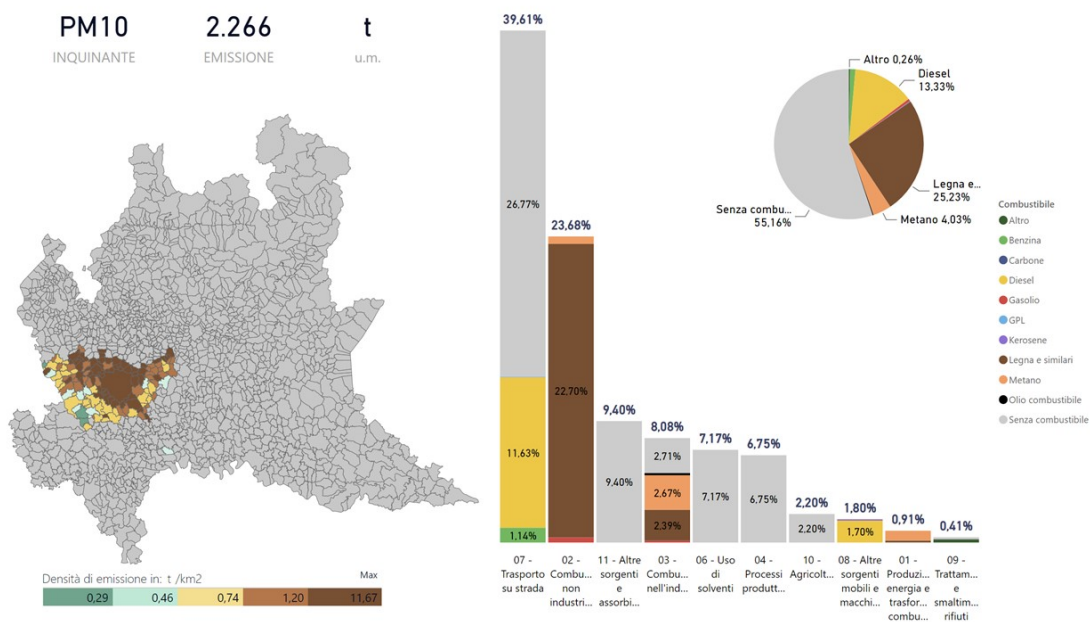 PM10
2.266
t
INQUINANTE
EMISSIONE
u.m.
Densità di emissione in: t /km2
Max
0,29
0,46
0,74
1,20
11,67
39,61%
26,77%
11,63%
1,14%
23,68%
22,70%
9,40%
9,40%
8,08%
2,71%
2,67%
2,39%
7,17%
7,17%
6,75%
6,75%
2,20%
2,20%
1,80%
1,70%
0,91%
0,41%
07 -
Trasporto
su strada
02 -
Combu...
non
industri...
11 - Altre
sorgenti
e
assorbi...
03 -
Combu...
nell'ind...
06 - Uso
di
solventi
04 -
Processi
produtt...
10 -
Agricolt...
08 - Altre
sorgenti
mobili e
macchi...
01 -
Produzi...
energia e
trasfor...
combu...
09 -
Trattam...
e
smaltim...
rifiuti
Altro 0,26%
Diesel
13,33%
Legna e...
25,23%
Metano 4,03%
Senza combu...
55,16%
Combustibile
Altro
Benzina
Carbone
Diesel
Gasolio
GPL
Kerosene
Legna e similari
Metano
Olio combustibile
Senza combustibile